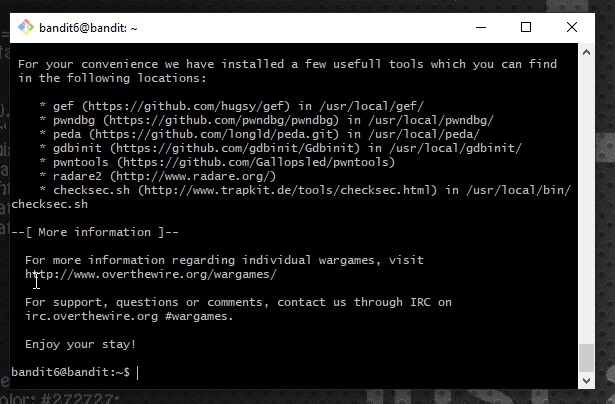 bandit6@bandit: ~
For your convenience we have installed a few usefull tools which you can find
in the following locations:
* gef (https://github.com/hugsy/gef) in /usr/local/gef/
* pwndbg (https://github.com/pwndbg/pwndbg) in /usr/local/pwndbg/
* peda (https://github.com/longld/peda.git) in /usr/local/peda/
* gdbinit (https://github.com/gdbinit/Gdbinit) in /usr/local/gdbinit/
* pwntools (https://github.com/Gallopsled/pwntools)
* radare2 (http://www.radare.org/)
* checksec.sh (http://www.trapkit.de/tools/checksec.html) in /usr/local/bin/
checksec.sh
--[ More information ]--
For more information regarding individual wargames, visit
http://www.overthewire.org/wargames/
For support, questions or comments, contact us through IRC on
irc.overthewire.org #wargames.
Enjoy your stay!
bandit6@bandit:~$
color: #272727;